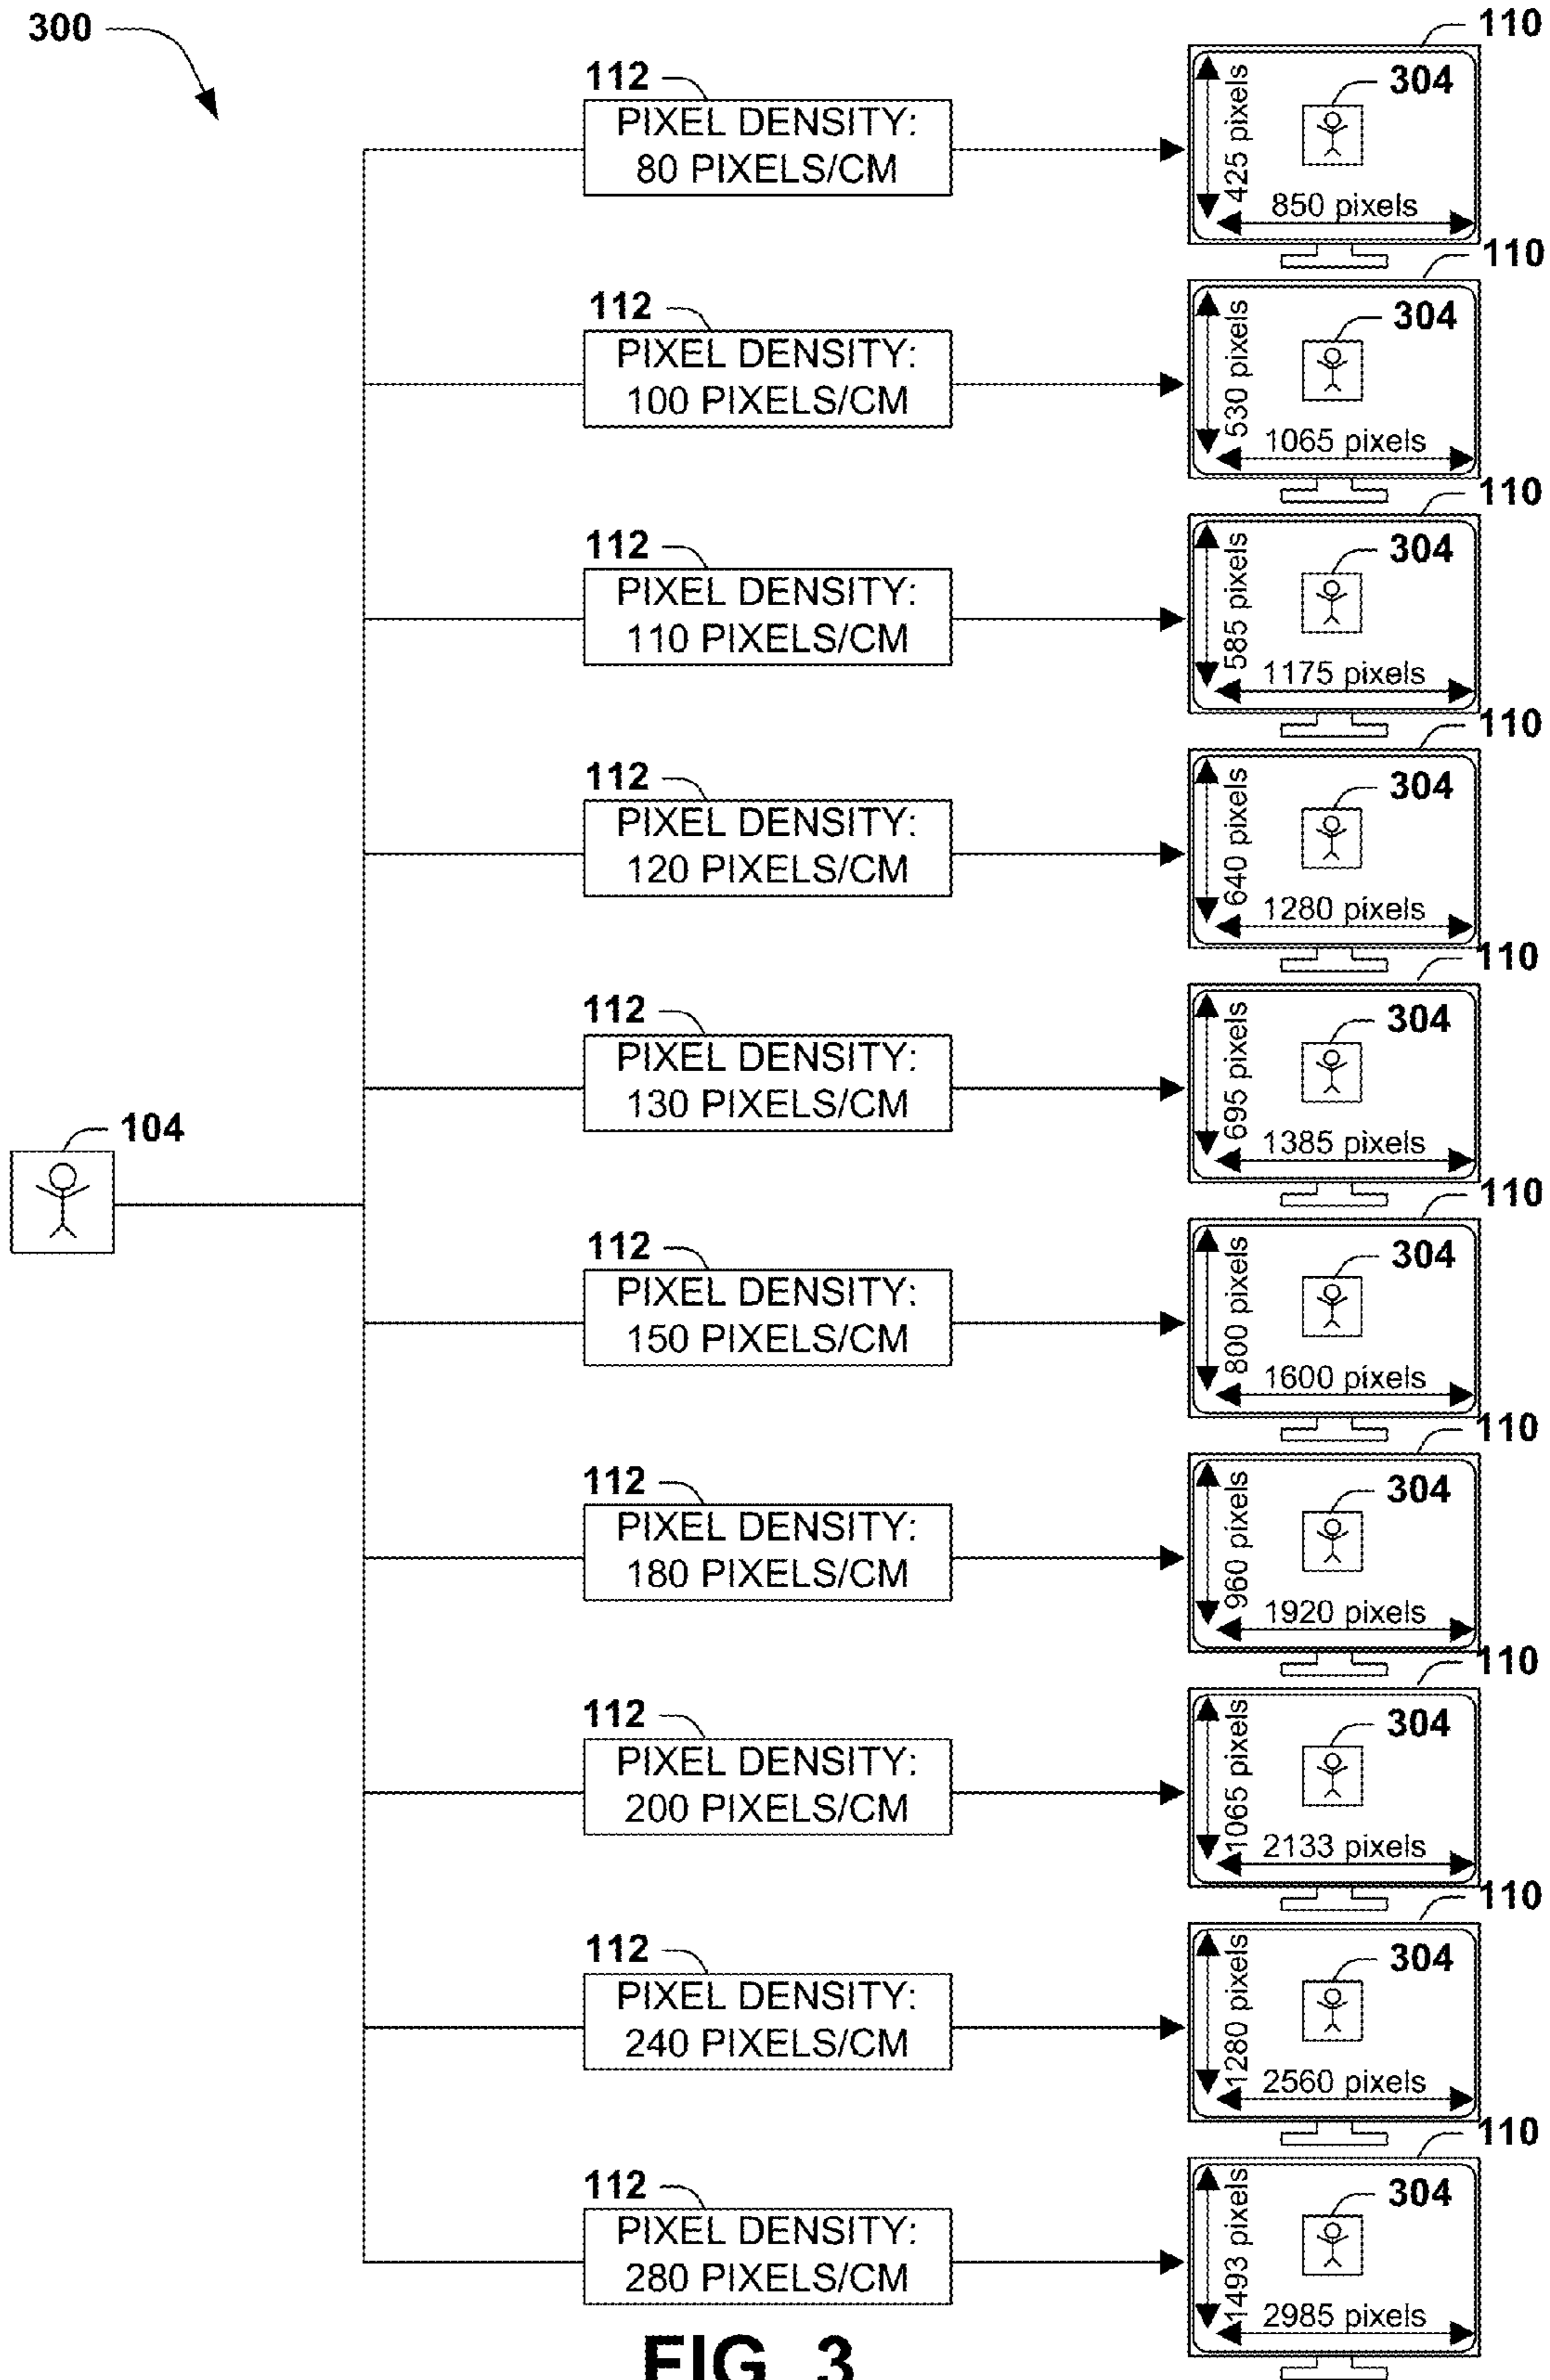 300
110
112
304
PIXEL DENSITY:
80 PIXELS/CM
425 pixels
850 pixels
110
112
304
PIXEL DENSITY:
100 PIXELS/CM
530 pixels
1065 pixels
110
112
304
PIXEL DENSITY:
110 PIXELS/CM
585 pixels
1175 pixels
110
112
304
PIXEL DENSITY:
120 PIXELS/CM
640 pixels
1280 pixels
110
112
304
PIXEL DENSITY:
130 PIXELS/CM
695 pixels
1385 pixels
104
110
112
304
PIXEL DENSITY:
150 PIXELS/CM
800 pixels
1600 pixels
110
112
304
PIXEL DENSITY:
180 PIXELS/CM
960 pixels
1920 pixels
110
112
304
PIXEL DENSITY:
200 PIXELS/CM
1065 pixels
2133 pixels
110
112
304
PIXEL DENSITY:
240 PIXELS/CM
1280 pixels
2560 pixels
110
112
304
PIXEL DENSITY:
280 PIXELS/CM
1493 pixels
2985 pixels
FIG. 3